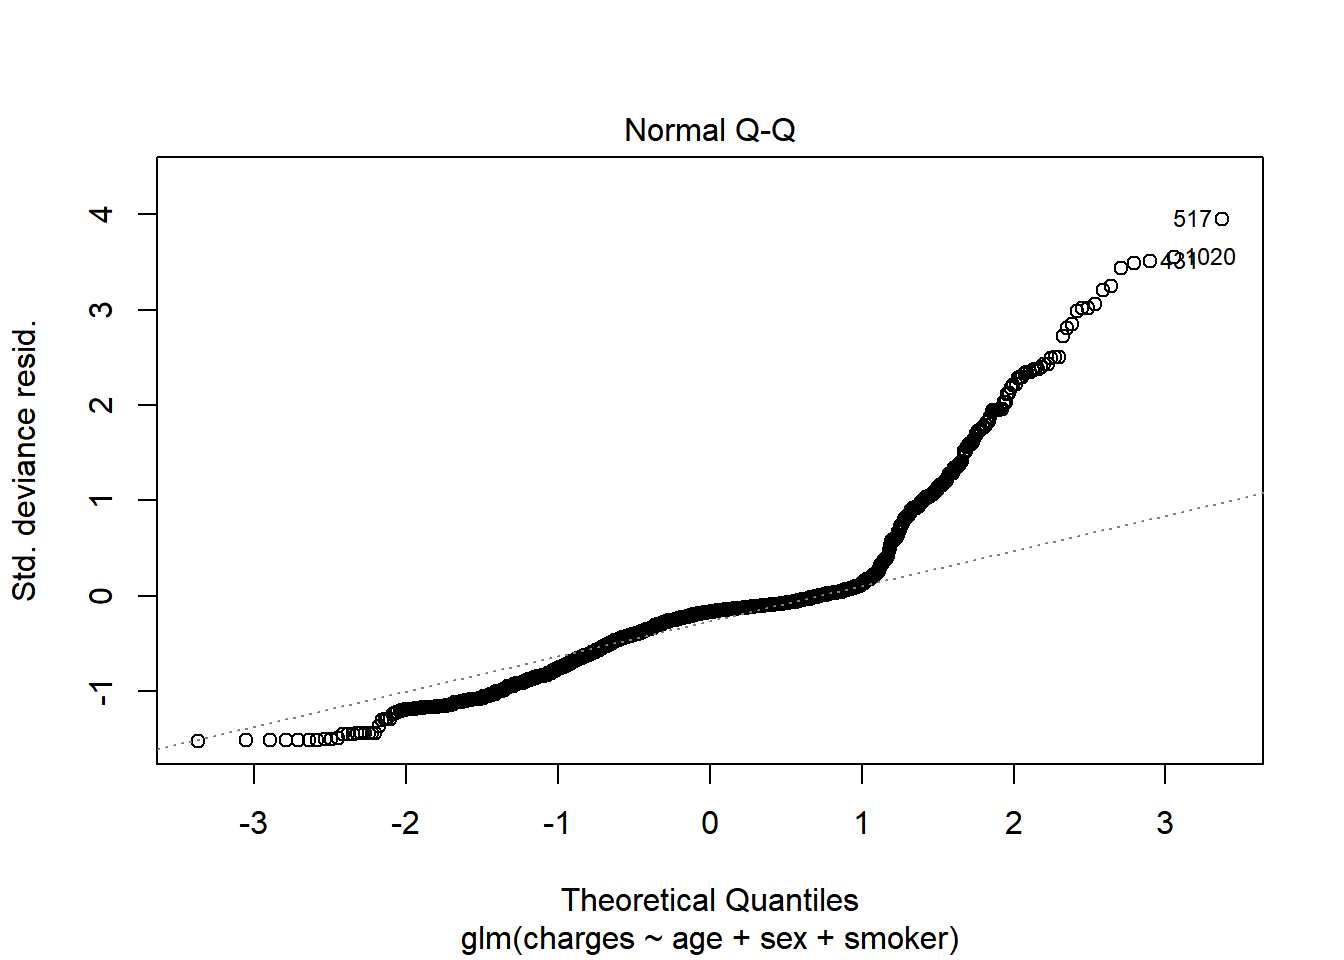 Normal Q-Q
Std. deviance resid.
4
3
2
1
0
-1
517
431
1020
-3 -2 -1 0 1 2 3
Theoretical Quantiles
glm(charges ~ age + sex + smoker)